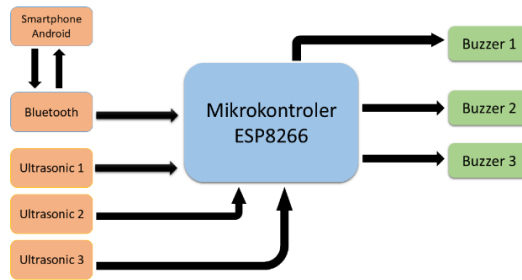 Smartphone
Android
Bluetooth
Ultrasonic 1
Ultrasonic 2
Ultrasonic 3
Mikrokontroler
ESP8266
Buzzer 1
Buzzer 2
Buzzer 3